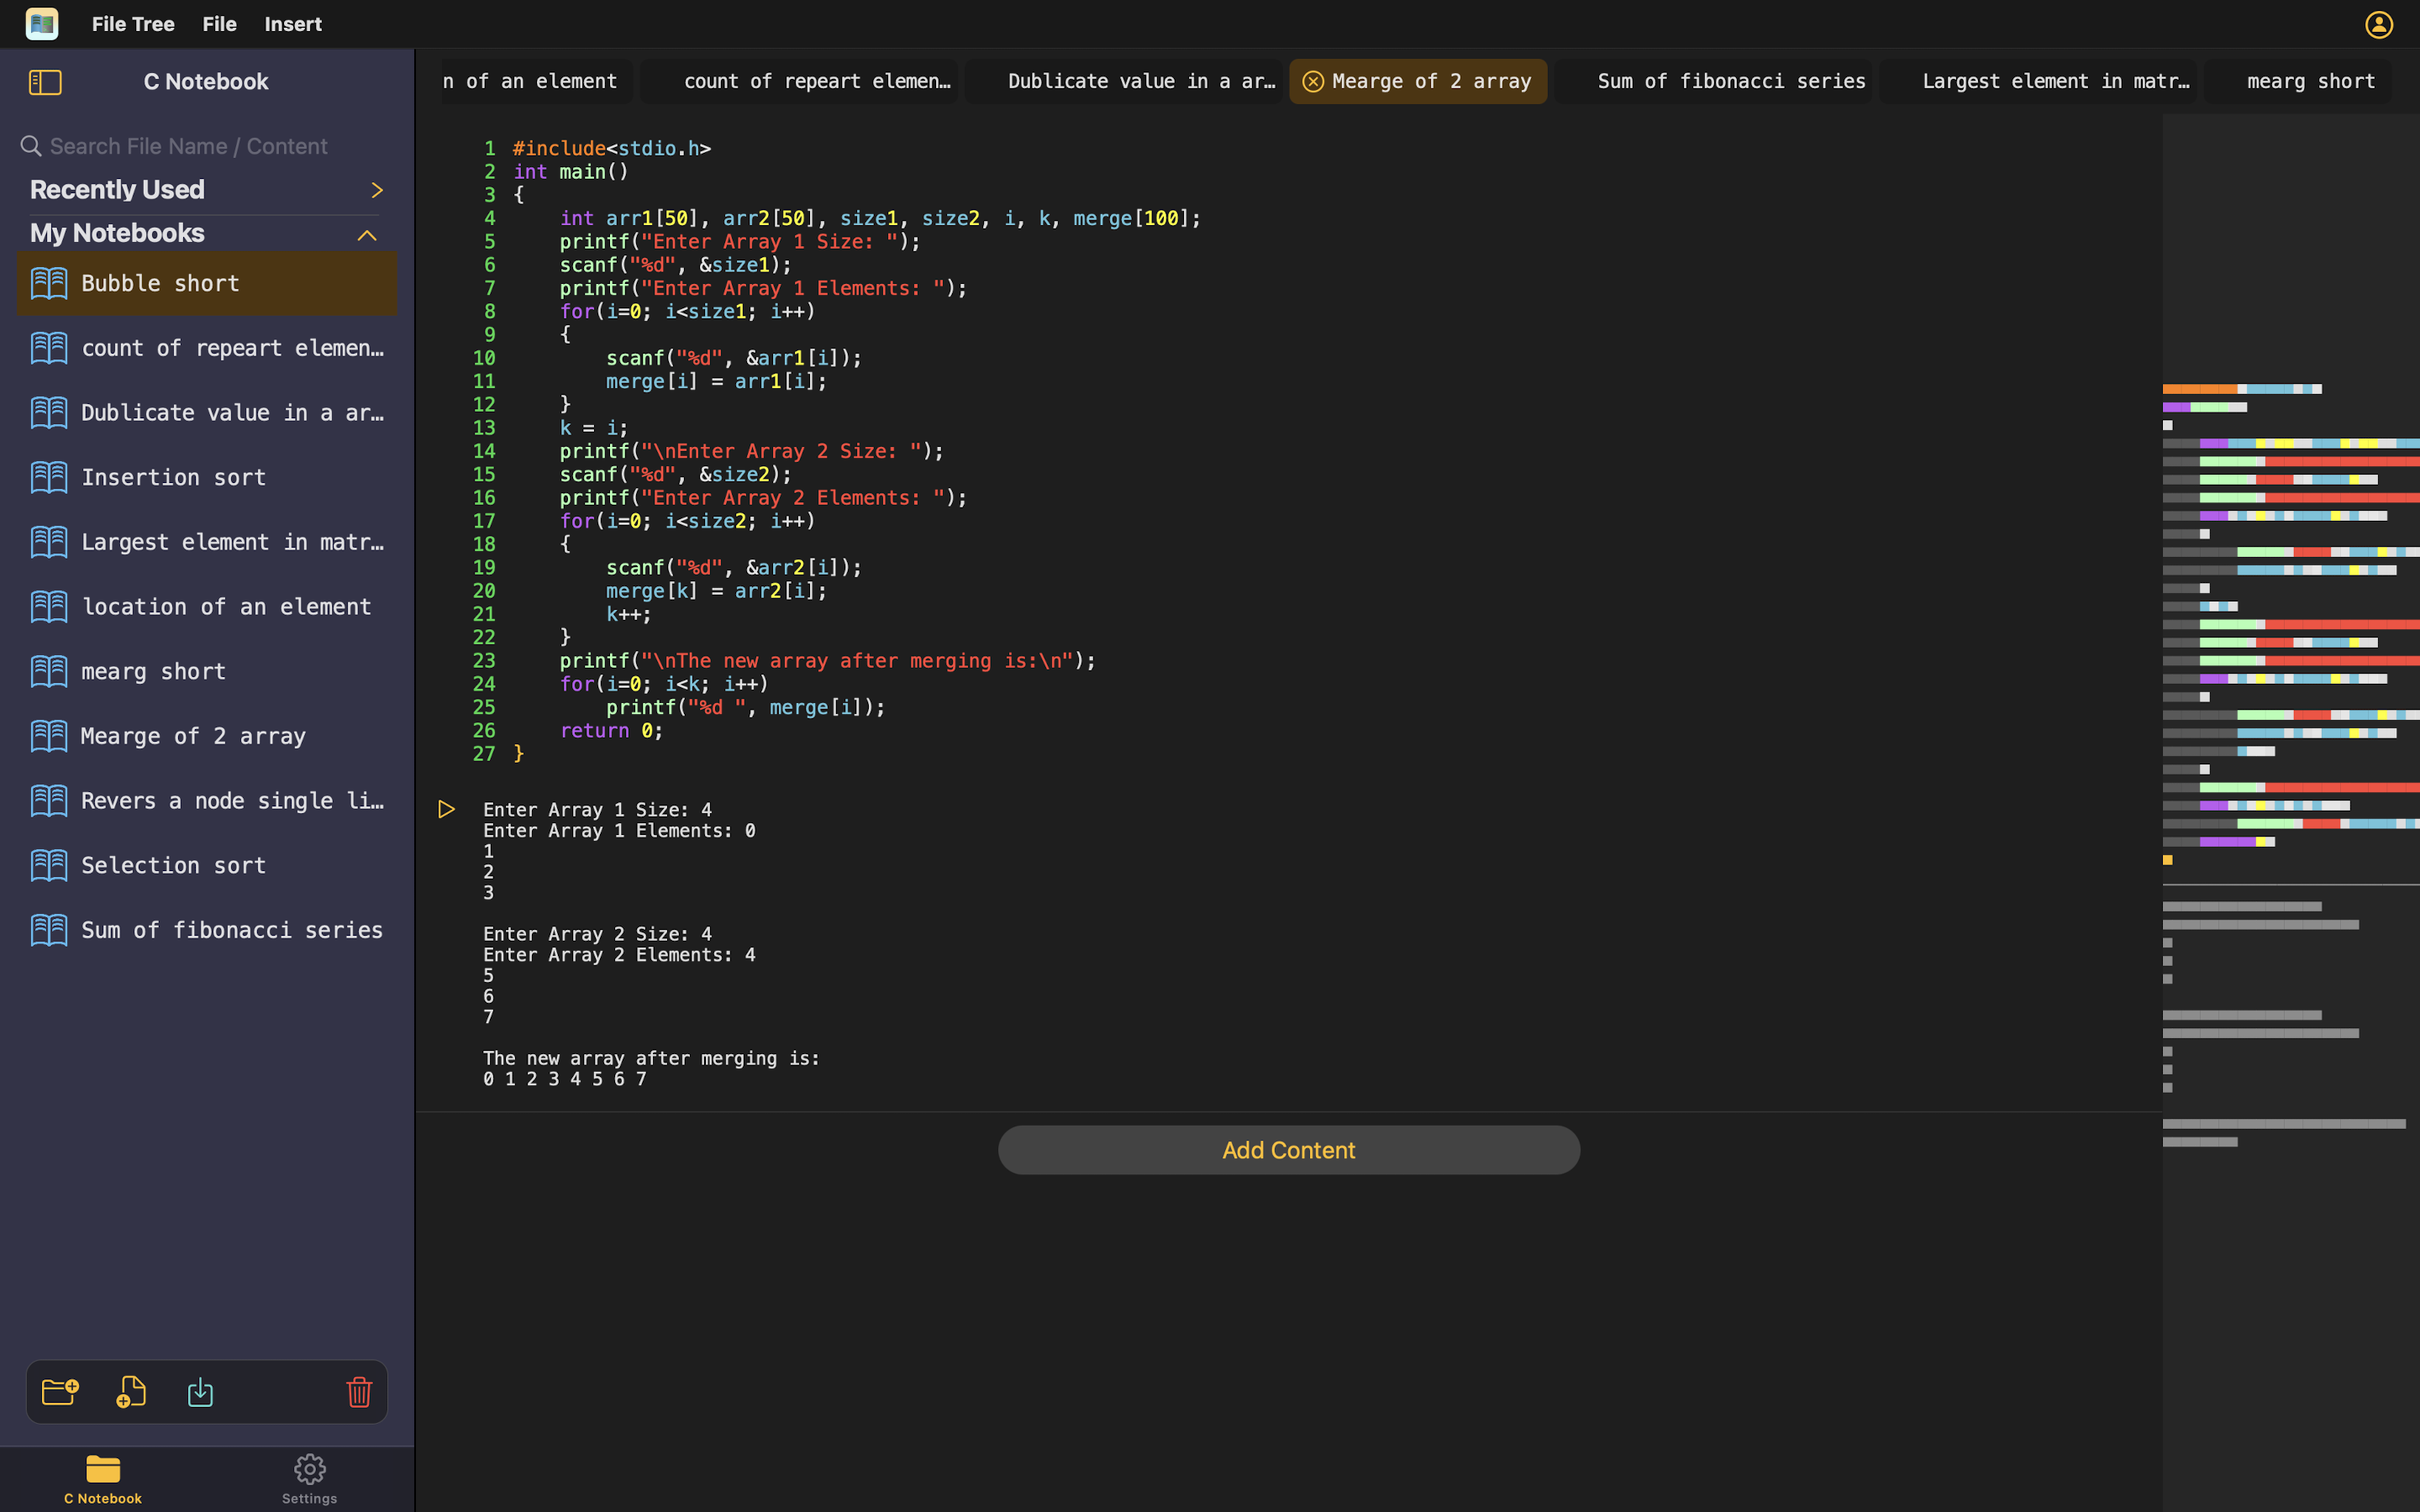 File Tree File Insert
C Notebook
Search File Name / Content
Recently Used
My Notebooks
Bubble short
count of repeart elemen…
Dublicate value in a ar…
Insertion sort
Largest element in matr…
location of an element
mearg short
Mearge of 2 array
Revers a node single li…
Selection sort
Sum of fibonacci series
C Notebook
Settings
n of an element count of repeart elemen… Dublicate value in a ar… Mearge of 2 array Sum of fibonacci series Largest element in matr… mearg short
1 #include<stdio.h>
2 int main()
3 {
4     int arr1[50], arr2[50], size1, size2, i, k, merge[100];
5     printf("Enter Array 1 Size: ");
6     scanf("%d", &size1);
7     printf("Enter Array 1 Elements: ");
8     for(i=0; i<size1; i++)
9     {
10         scanf("%d", &arr1[i]);
11         merge[i] = arr1[i];
12     }
13     k = i;
14     printf("\nEnter Array 2 Size: ");
15     scanf("%d", &size2);
16     printf("Enter Array 2 Elements: ");
17     for(i=0; i<size2; i++)
18     {
19         scanf("%d", &arr2[i]);
20         merge[k] = arr2[i];
21         k++;
22     }
23     printf("\nThe new array after merging is:\n");
24     for(i=0; i<k; i++)
25         printf("%d ", merge[i]);
26     return 0;
27 }
Enter Array 1 Size: 4
Enter Array 1 Elements: 0
1
2
3
Enter Array 2 Size: 4
Enter Array 2 Elements: 4
5
6
7
The new array after merging is:
0 1 2 3 4 5 6 7
Add Content